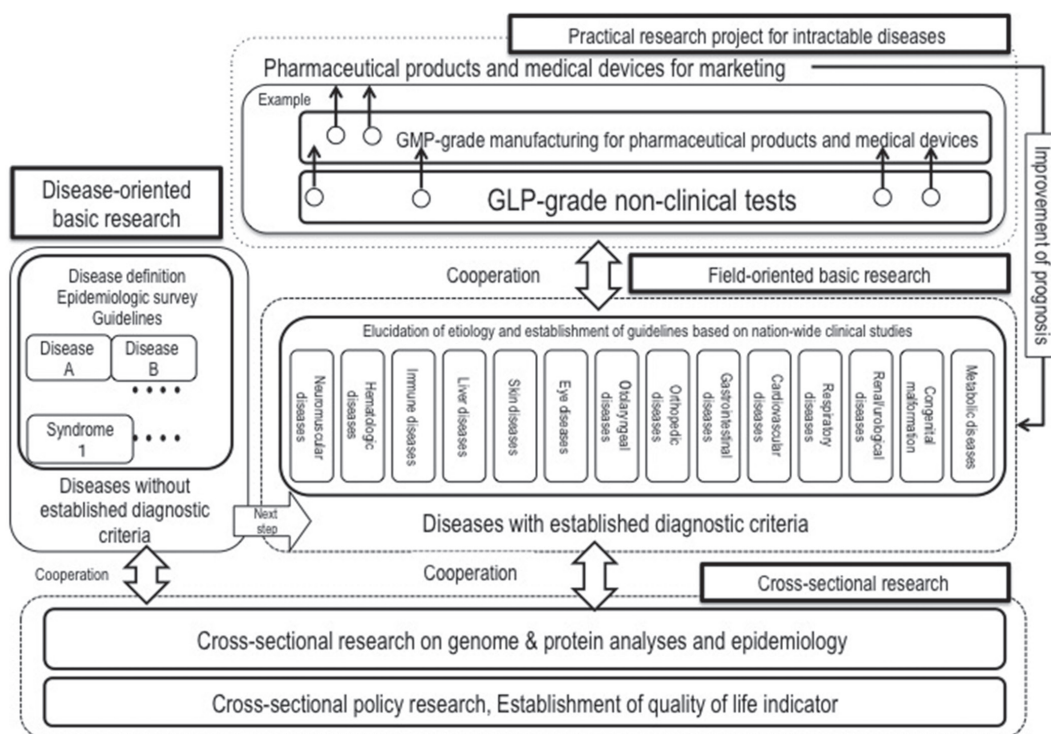 Practical research project for intractable diseases
Pharmaceutical products and medical devices for marketing
Example
GMP-grade manufacturing for pharmaceutical products and medical devices
GLP-grade non-clinical tests
Improvement of prognosis
Disease-oriented
basic research
Cooperation
Field-oriented basic research
Disease definition
Epidemiologic survey
Guidelines
Disease
A
Disease
B
••••
Syndrome
1
••••
Diseases without
established diagnostic
criteria
Next
step
Elucidation of etiology and establishment of guidelines based on nation-wide clinical studies
Neuromuscular
diseases
Hematologic
diseases
Immune diseases
Liver diseases
Skin diseases
Eye diseases
Otolaryngeal
diseases
Orthopedic
diseases
Gastrointestinal
diseases
Cardiovascular
diseases
Respiratory
diseases
Renal/urological
diseases
Congenital
malformation
Metabolic diseases
Diseases with established diagnostic criteria
Cooperation
Cooperation
Cross-sectional research
Cross-sectional research on genome & protein analyses and epidemiology
Cross-sectional policy research, Establishment of quality of life indicator